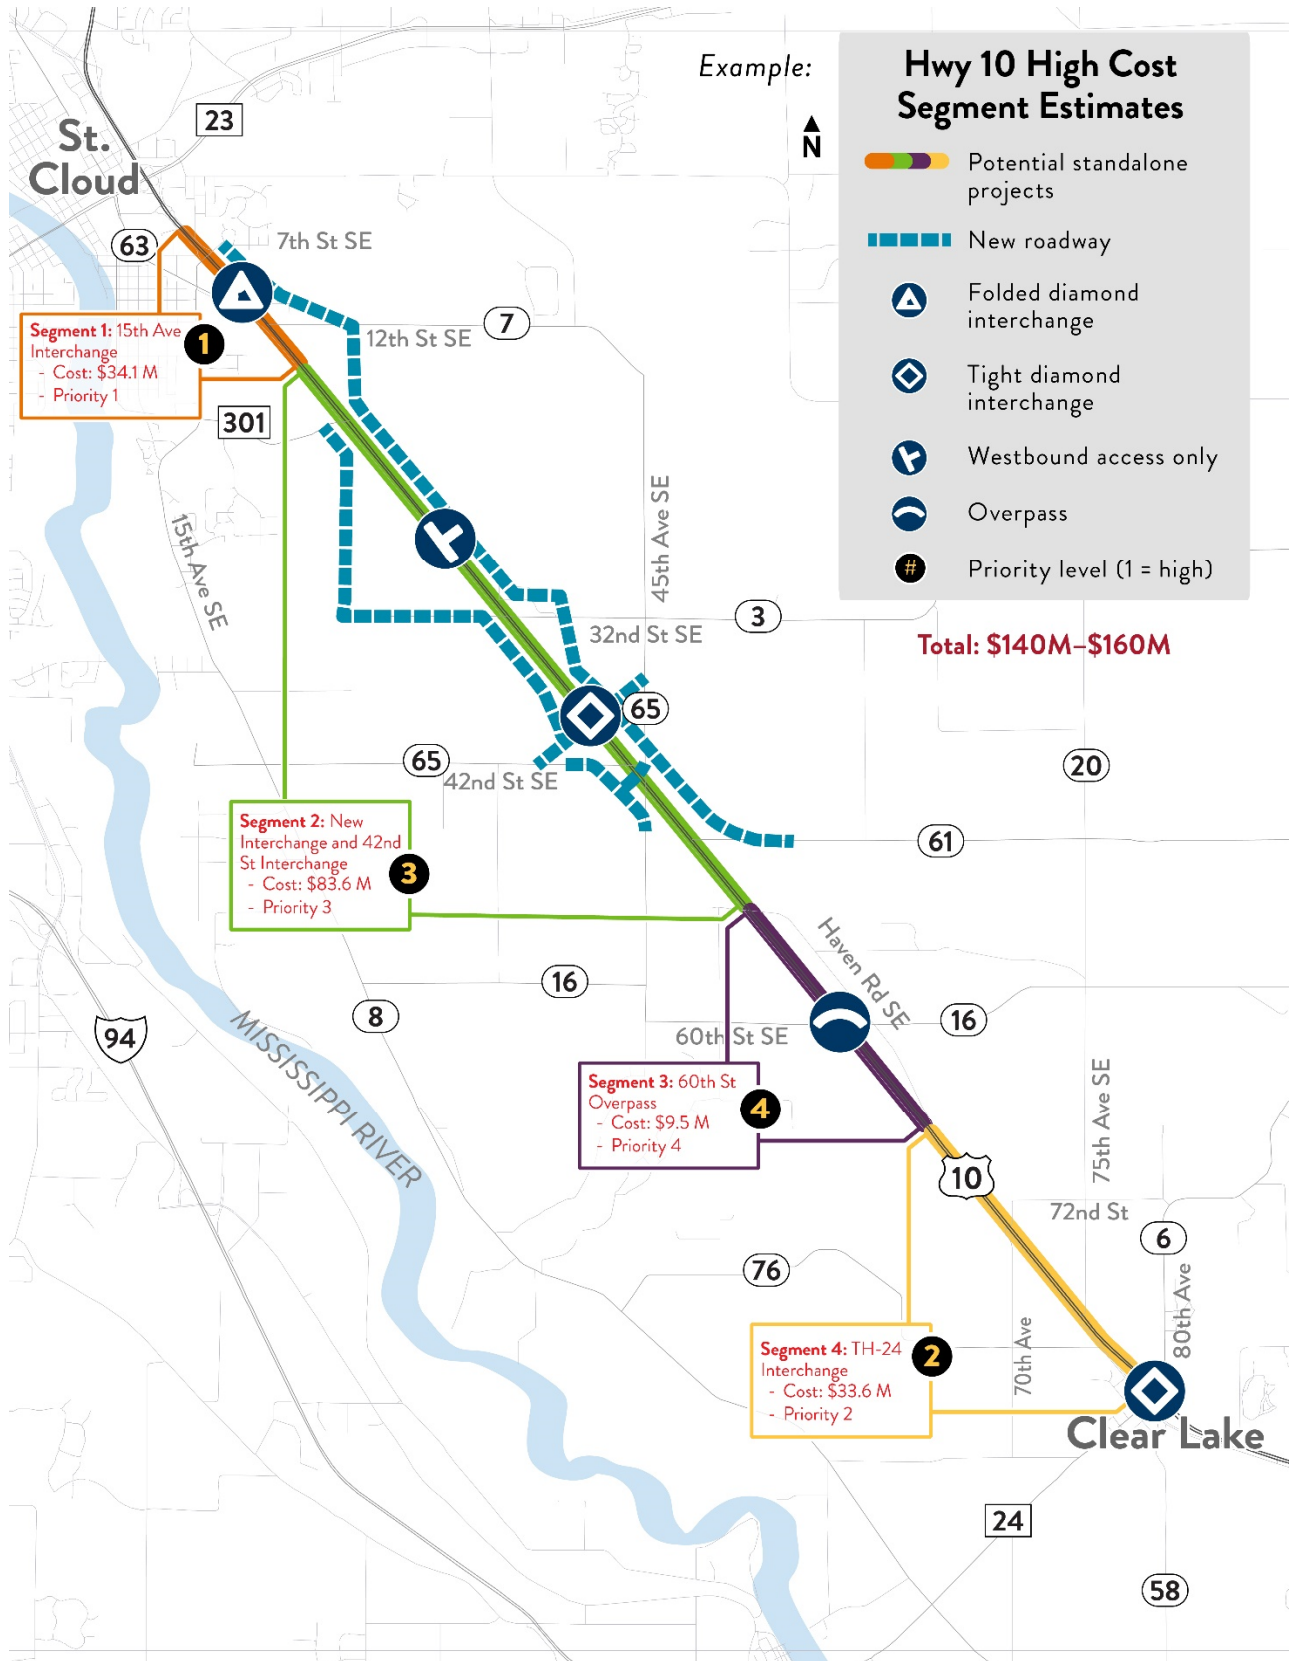 Example:
Hwy 10 High Cost
Segment Estimates
N
Potential standalone
projects
New roadway
Folded diamond
interchange
Tight diamond
interchange
Westbound access only
Overpass
# Priority level (1 = high)
Total: $140M–$160M
St.
Cloud
23
63
7th St SE
7
12th St SE
Segment 1: 15th Ave
Interchange
- Cost: $34.1 M
- Priority 1
1
301
15th Ave SE
45th Ave SE
3
32nd St SE
65
65
42nd St SE
20
61
Segment 2: New
Interchange and 42nd
St Interchange
- Cost: $83.6 M
- Priority 3
3
Haven Rd SE
16
8
16
60th St SE
94
MISSISSIPPI RIVER
Segment 3: 60th St
Overpass
- Cost: $9.5 M
- Priority 4
4
75th Ave SE
10
72nd St
6
76
80th Ave
70th Ave
Segment 4: TH-24
Interchange
- Cost: $33.6 M
- Priority 2
2
Clear Lake
24
58